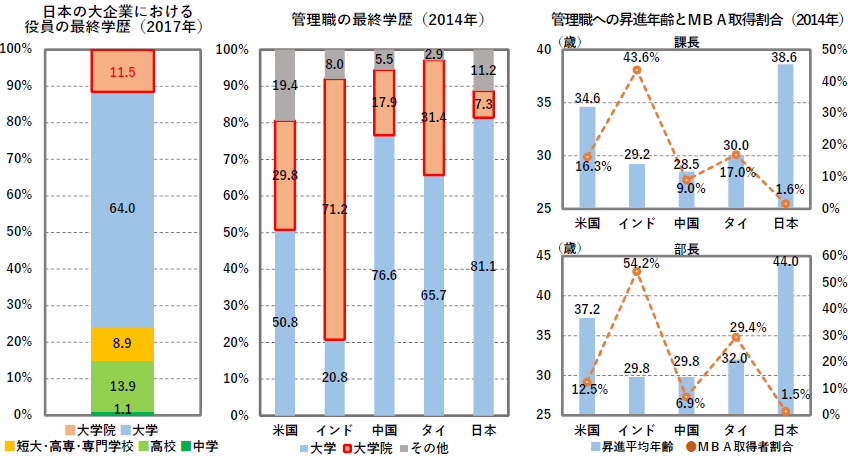 日本の大企業における
役員の最終学歴（2017年）
100%
90%
80%
70%
60%
50%
40%
30%
20%
10%
0%
11.5
64.0
8.9
13.9
1.1
大学院 大学
短大・高専・専門学校 高校 中学
管理職の最終学歴（2014年）
100%
90%
80%
70%
60%
50%
40%
30%
20%
10%
0%
19.4 8.0 5.5 2.9 11.2
29.8 71.2 17.9 31.4 7.3
50.8 20.8 76.6 65.7 81.1
米国 インド 中国 タイ 日本
大学 大学院 その他
管理職への昇進年齢とＭＢＡ取得割合（2014年）
（歳） 課長
40
35
30
25
50%
40%
30%
20%
10%
0%
34.6 29.2 28.5 30.0 38.6
16.3% 43.6% 9.0% 17.0% 1.6%
米国 インド 中国 タイ 日本
（歳） 部長
45
40
35
30
25
60%
50%
40%
30%
20%
10%
0%
37.2 29.8 29.8 32.0 44.0
12.5% 54.2% 6.9% 29.4% 1.5%
米国 インド 中国 タイ 日本
昇進平均年齢 ＭＢＡ取得者割合